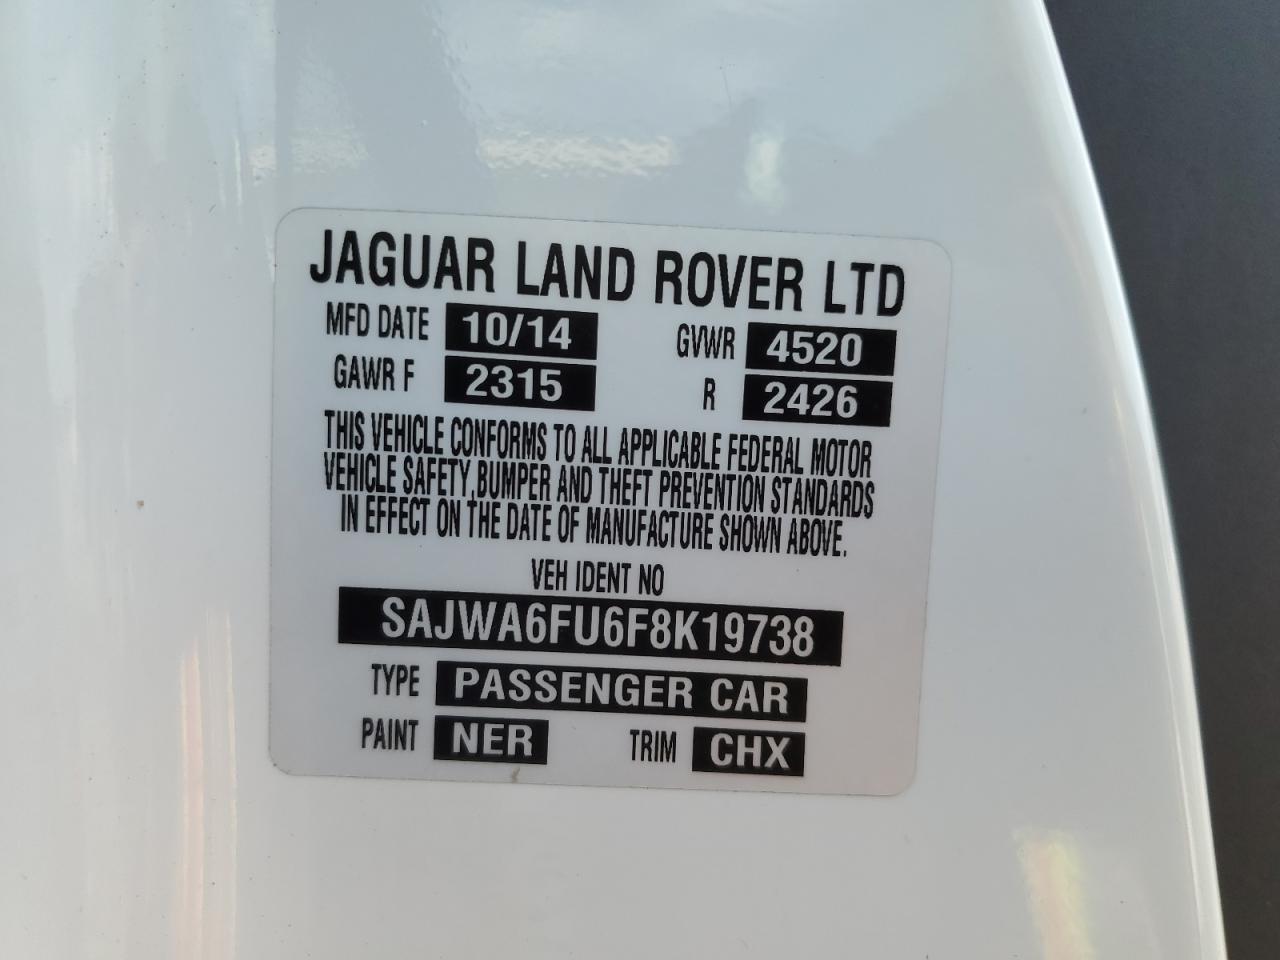 JAGUAR LAND ROVER LTD
MFD DATE 10/14 GVWR 4520
GAWR F 2315 R 2426
THIS VEHICLE CONFORMS TO ALL APPLICABLE FEDERAL MOTOR
VEHICLE SAFETY,BUMPER AND THEFT PREVENTION STANDARDS
IN EFFECT ON THE DATE OF MANUFACTURE SHOWN ABOVE.
VEH IDENT NO
SAJWA6FU6F8K19738
TYPE PASSENGER CAR
PAINT NER TRIM CHX